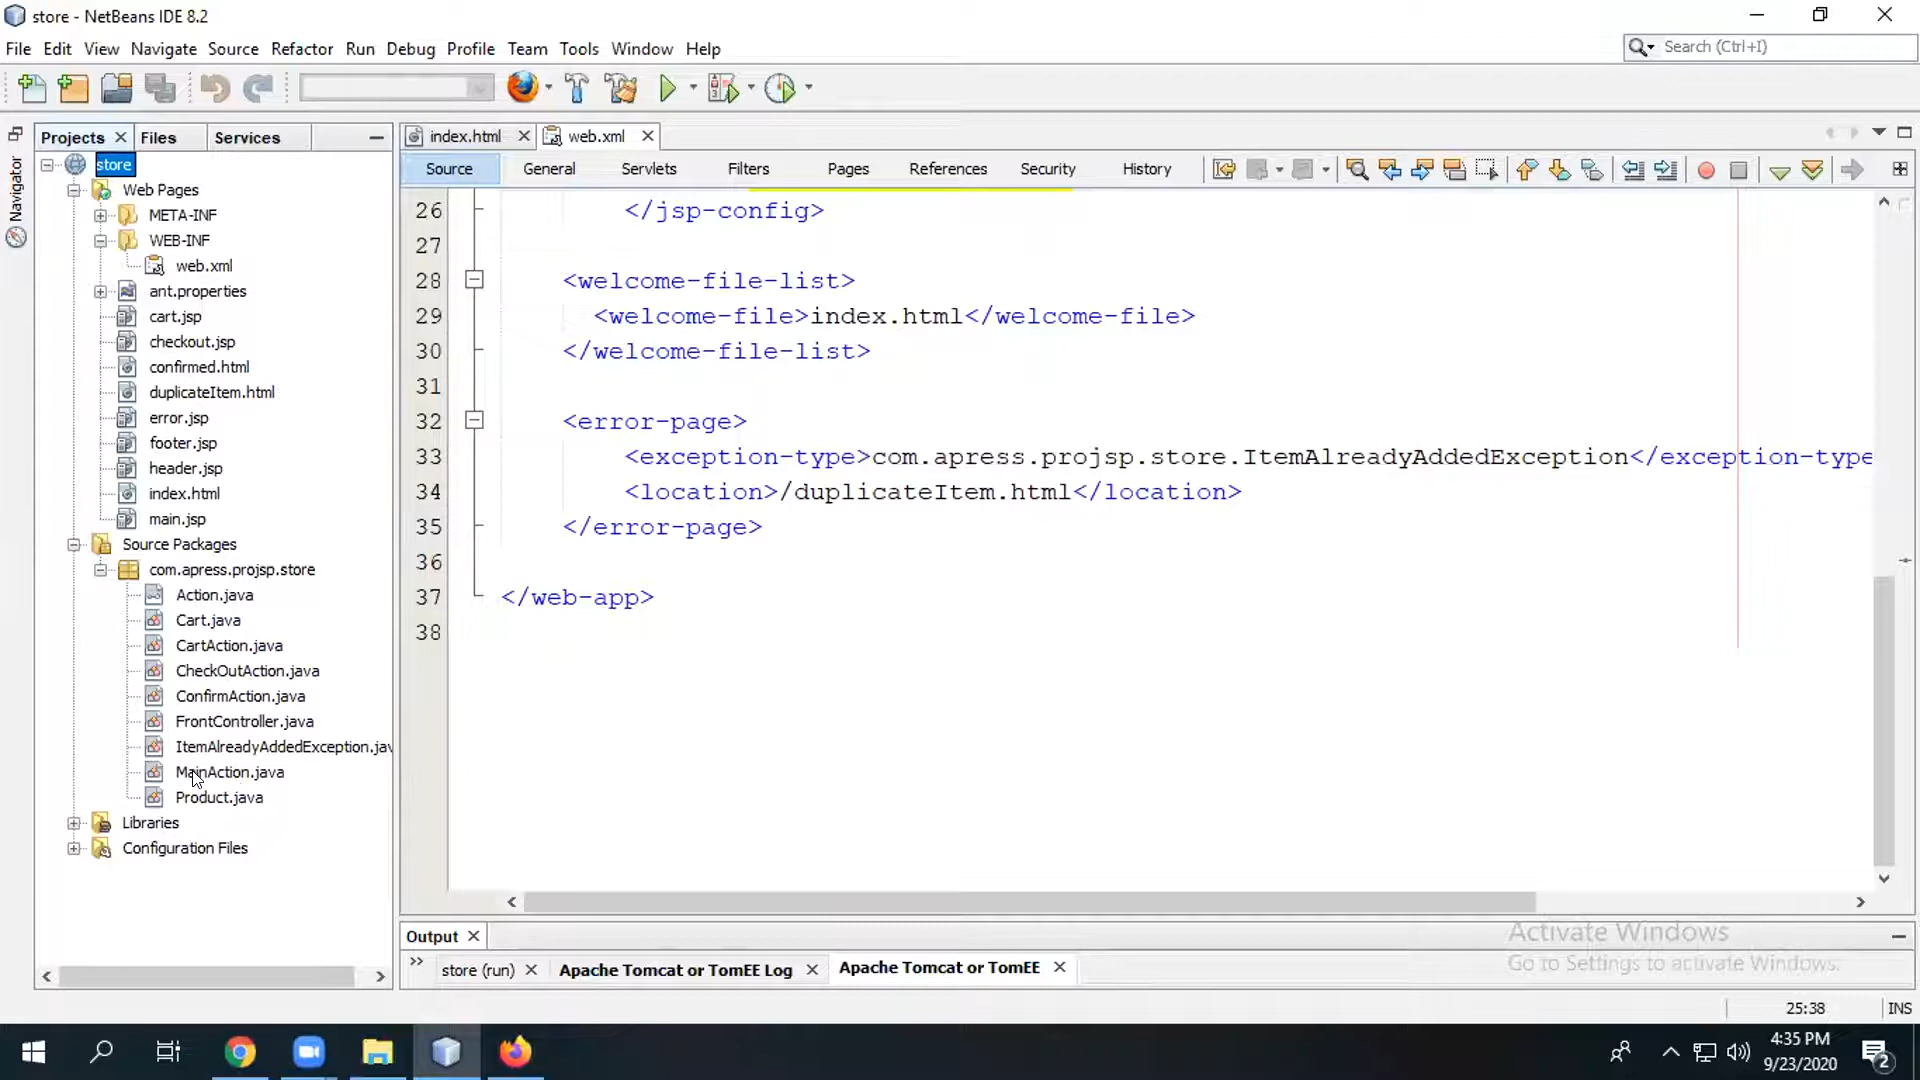 store - NetBeans IDE 8.2
File Edit View Navigate Source Refactor Run Debug Profile Team Tools Window Help
Search (Ctrl+I)
Projects Files Services
index.html web.xml
Source General Servlets Filters Pages References Security History
Navigator
store
Web Pages
META-INF
WEB-INF
web.xml
ant.properties
cart.jsp
checkout.jsp
confirmed.html
duplicateItem.html
error.jsp
footer.jsp
header.jsp
index.html
main.jsp
Source Packages
com.apress.projsp.store
Action.java
Cart.java
CartAction.java
CheckOutAction.java
ConfirmAction.java
FrontController.java
ItemAlreadyAddedException.jav
MainAction.java
Product.java
Libraries
Configuration Files
26 </jsp-config>
27
28 <welcome-file-list>
29 <welcome-file>index.html</welcome-file>
30 </welcome-file-list>
31
32 <error-page>
33 <exception-type>com.apress.projsp.store.ItemAlreadyAddedException</exception-type
34 <location>/duplicateItem.html</location>
35 </error-page>
36
37 </web-app>
38
Output
store (run) Apache Tomcat or TomEE Log Apache Tomcat or TomEE
Activate Windows
Go to Settings to activate Windows.
25:38 INS
4:35 PM
9/23/2020
2